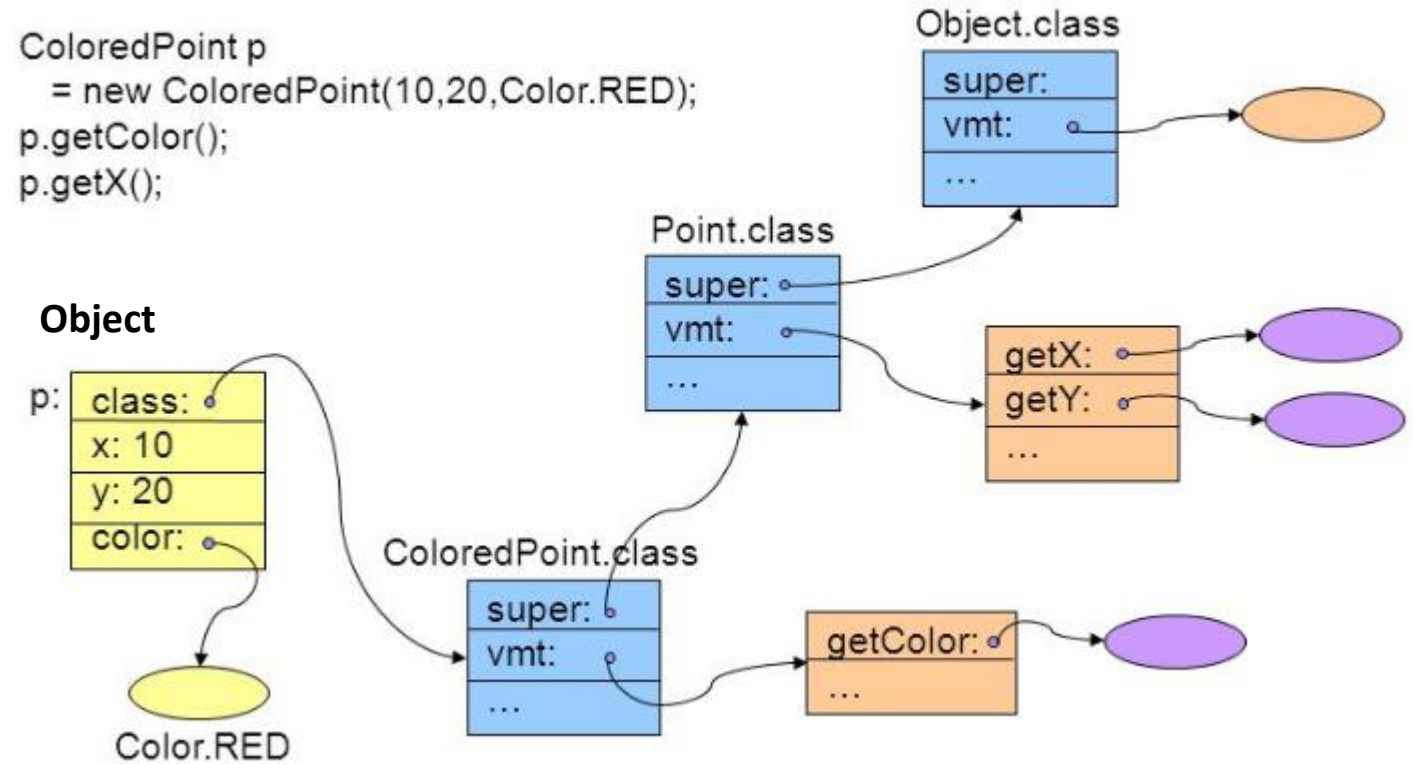 ColoredPoint p
= new ColoredPoint(10,20,Color.RED);
p.getColor();
p.getX();
Object.class
super:
vmt:
...
Point.class
super:
vmt:
...
getX:
getY:
...
Object
p:
class:
x: 10
y: 20
color:
Color.RED
ColoredPoint.class
super:
vmt:
...
getColor:
...